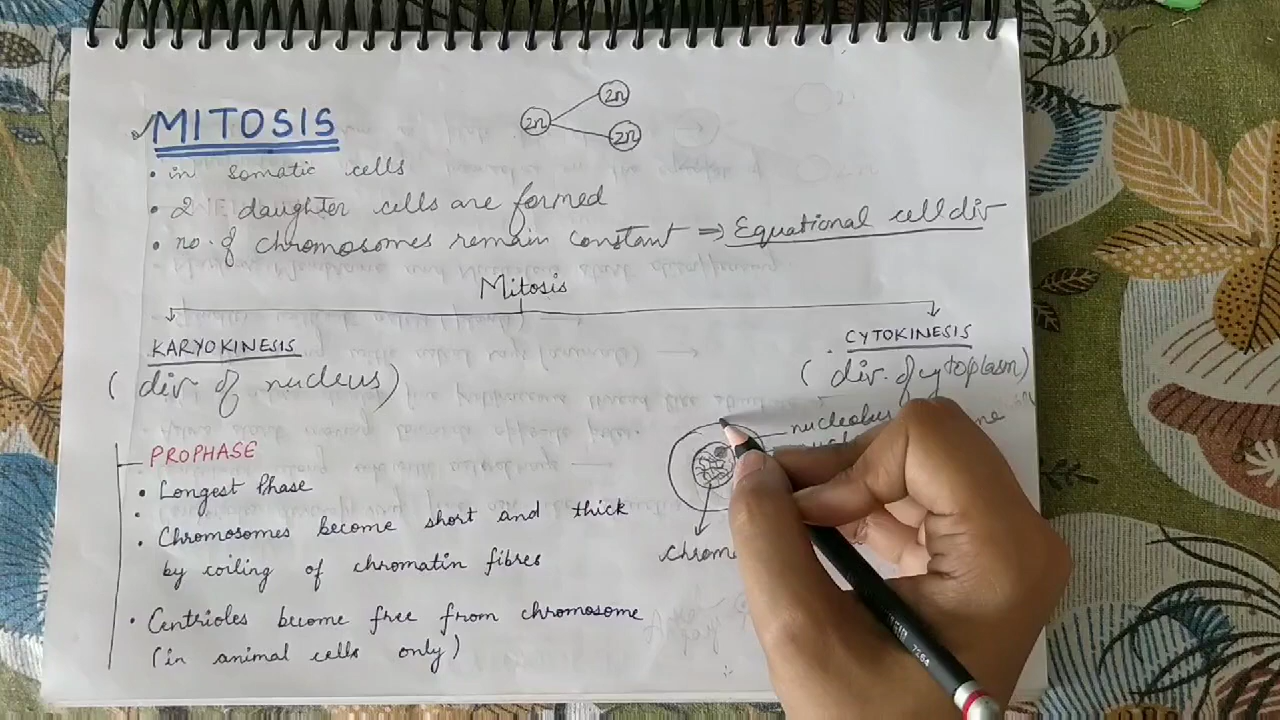 MITOSIS
2n
2n
2n
• in somatic cells
• 2 daughter cells are formed
• no. of chromosomes remain constant ⇒ Equational cell div
Mitosis
KARYOKINESIS
(div of nucleus)
CYTOKINESIS
(div. of cytoplasm)
PROPHASE
• Longest Phase
• Chromosomes become short and thick
by coiling of chromatin fibres
• Centrioles become free from chromosome
(in animal cells only)
nucleolus